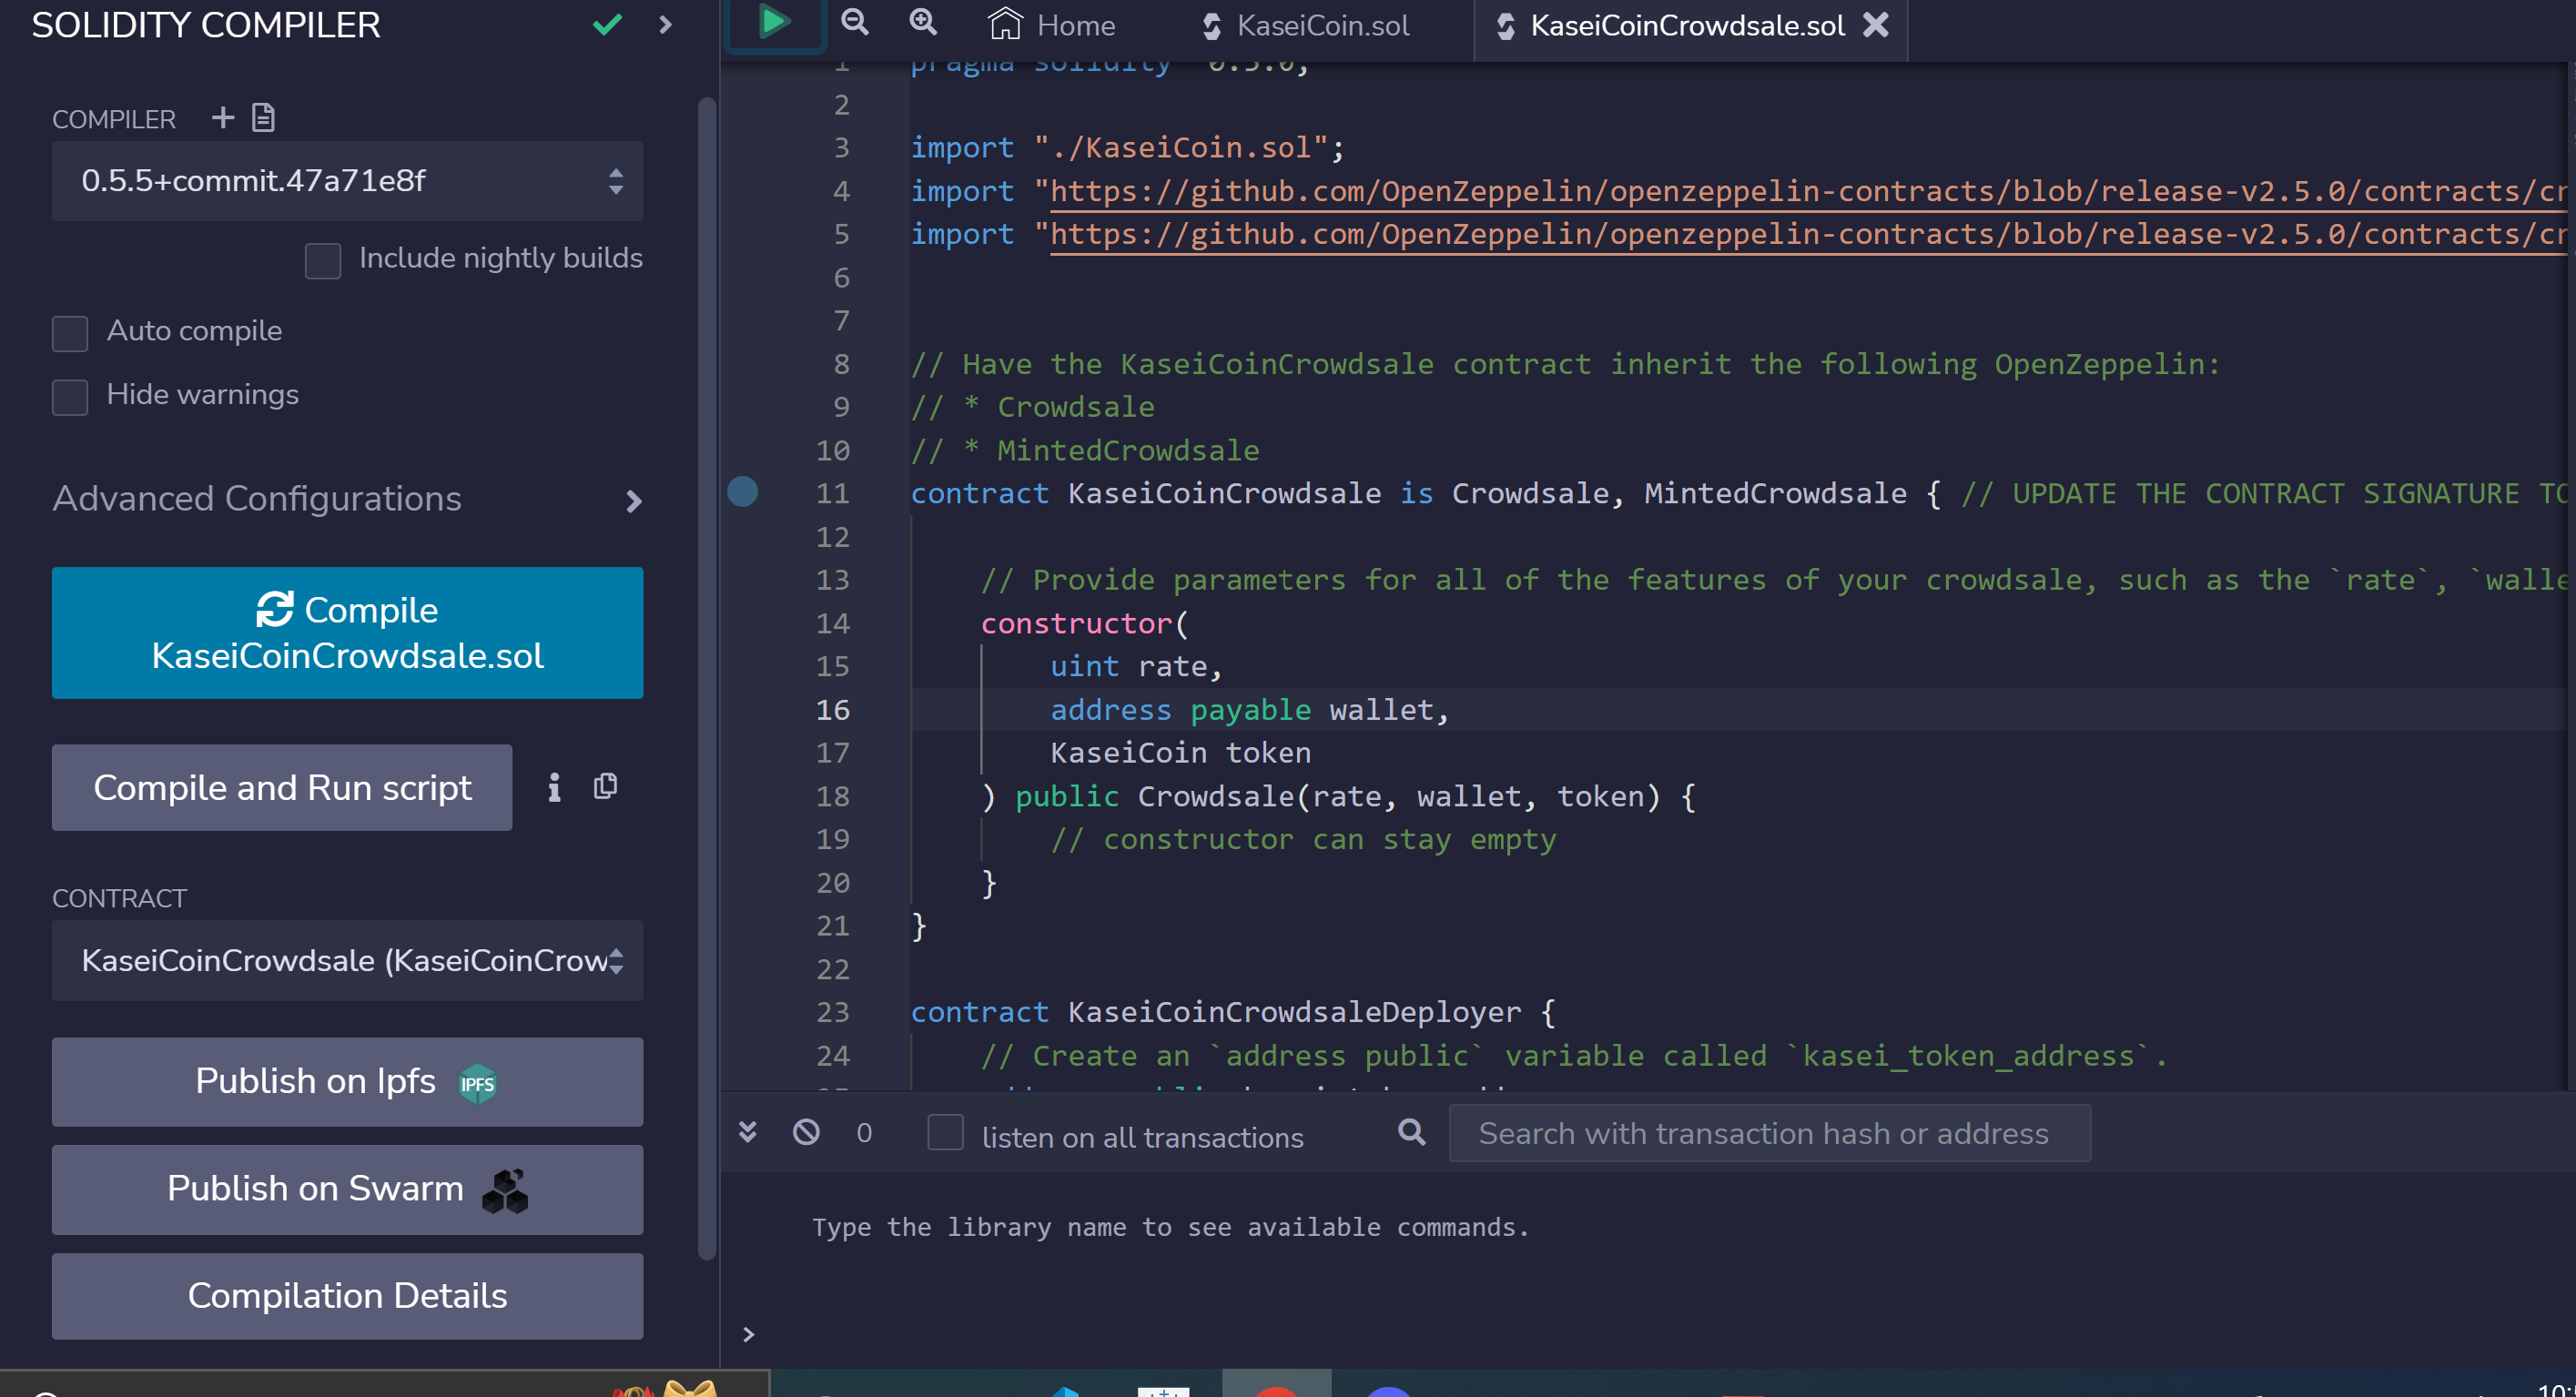 SOLIDITY COMPILER
COMPILER
0.5.5+commit.47a71e8f
Include nightly builds
Auto compile
Hide warnings
Advanced Configurations
Compile
KaseiCoinCrowdsale.sol
Compile and Run script
CONTRACT
KaseiCoinCrowdsale (KaseiCoinCrow
Publish on Ipfs IPFS
Publish on Swarm
Compilation Details
Home KaseiCoin.sol KaseiCoinCrowdsale.sol
1 pragma solidity 0.5.0;
2
3 import "./KaseiCoin.sol";
4 import "https://github.com/OpenZeppelin/openzeppelin-contracts/blob/release-v2.5.0/contracts/cr
5 import "https://github.com/OpenZeppelin/openzeppelin-contracts/blob/release-v2.5.0/contracts/cr
6
7
8 // Have the KaseiCoinCrowdsale contract inherit the following OpenZeppelin:
9 // * Crowdsale
10 // * MintedCrowdsale
11 contract KaseiCoinCrowdsale is Crowdsale, MintedCrowdsale { // UPDATE THE CONTRACT SIGNATURE TO
12
13 // Provide parameters for all of the features of your crowdsale, such as the `rate`, `walle
14 constructor(
15 uint rate,
16 address payable wallet,
17 KaseiCoin token
18 ) public Crowdsale(rate, wallet, token) {
19 // constructor can stay empty
20 }
21 }
22
23 contract KaseiCoinCrowdsaleDeployer {
24 // Create an `address public` variable called `kasei_token_address`.
0 listen on all transactions Search with transaction hash or address
Type the library name to see available commands.
>